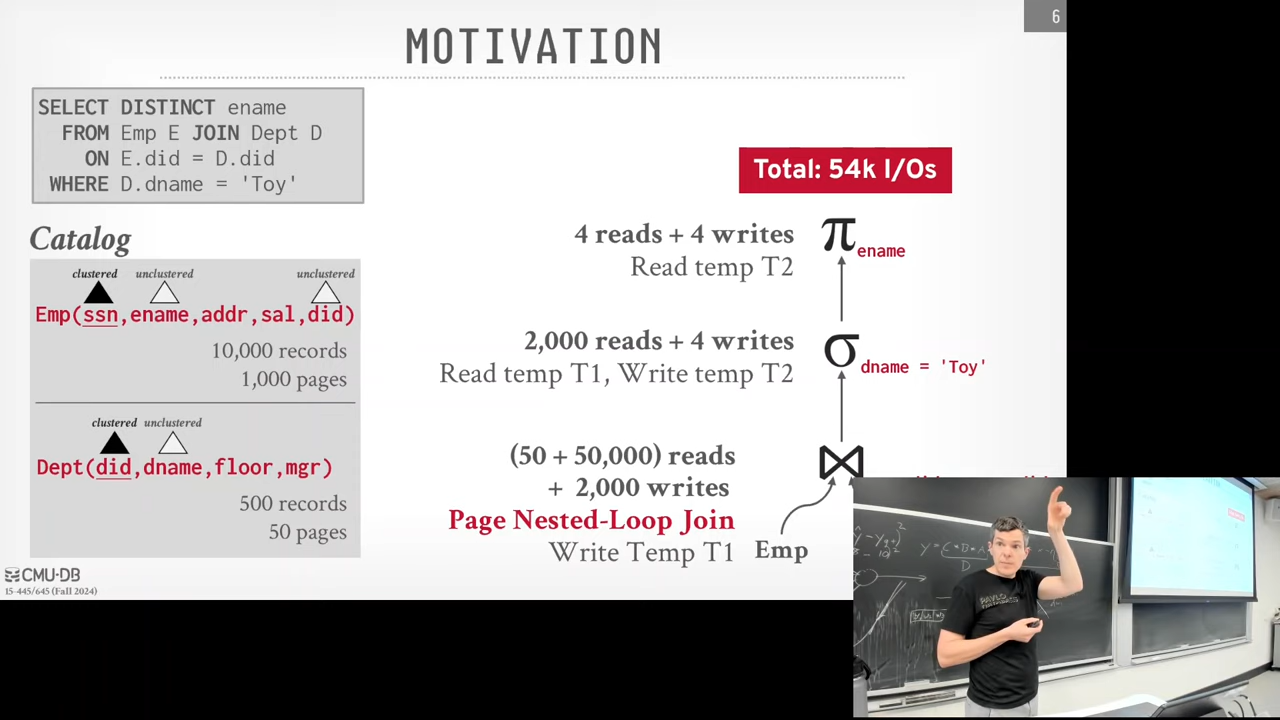 6
MOTIVATION
SELECT DISTINCT ename
FROM Emp E JOIN Dept D
ON E.did = D.did
WHERE D.dname = 'Toy'
Total: 54k I/Os
Catalog
clustered unclustered unclustered
Emp(ssn,ename,addr,sal,did)
10,000 records
1,000 pages
clustered unclustered
Dept(did,dname,floor,mgr)
500 records
50 pages
4 reads + 4 writes
Read temp T2
π ename
2,000 reads + 4 writes
Read temp T1, Write temp T2
σ dname = 'Toy'
(50 + 50,000) reads
+ 2,000 writes
Page Nested-Loop Join
Write Temp T1
⋈
Emp
CMU·DB
15-445/645 (Fall 2024)